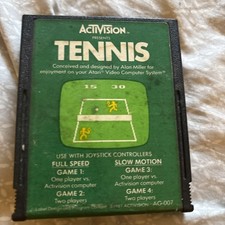 ACTIVISION
PRESENTS
TENNIS
Conceived and designed by Alan Miller for
enjoyment on your Atari Video Computer System
15 30
USE WITH JOYSTICK CONTROLLERS
FULL SPEED SLOW MOTION
GAME 1: GAME 3:
One player vs. One player vs.
Activision computer Activision computer
GAME 2: GAME 4:
Two players Two players
ACTIVISION AG-007